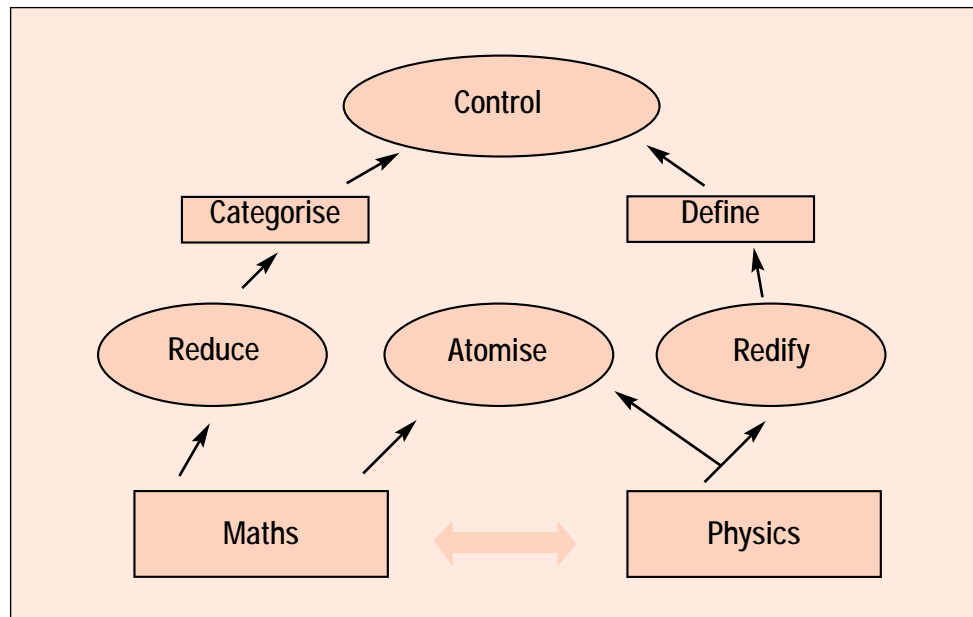 Control
Categorise
Define
Reduce
Atomise
Redify
Maths
Physics